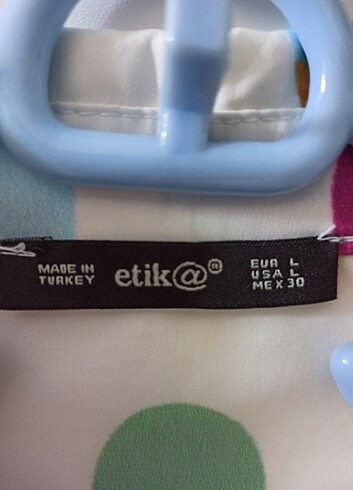 MADE IN
TURKEY
etik@®
EUR L
USA L
MEX 30